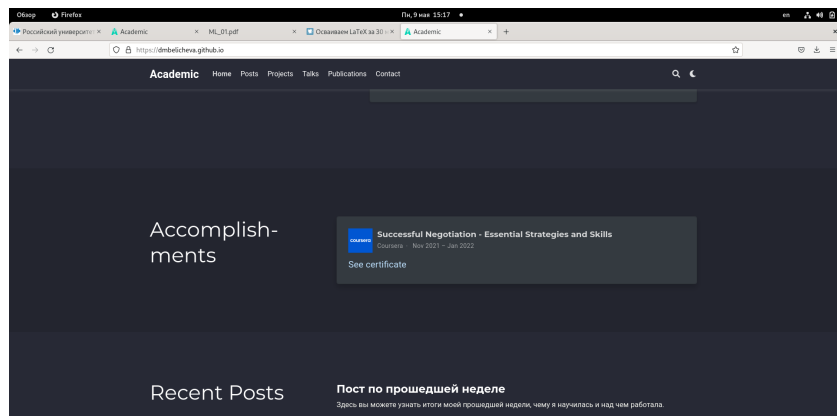 Обзор
Firefox
Пн, 9 мая 15:17
en
Российский университет
Academic
ML_01.pdf
Осваиваем LaTeX за 30
Academic
https://dmbelicheva.github.io
Academic Home Posts Projects Talks Publications Contact
Accomplish-
ments
coursera
Successful Negotiation - Essential Strategies and Skills
Coursera · Nov 2021 – Jan 2022
See certificate
Recent Posts
Пост по прошедшей неделе
Здесь вы можете узнать итоги моей прошедшей недели, чему я научилась и над чем работала.